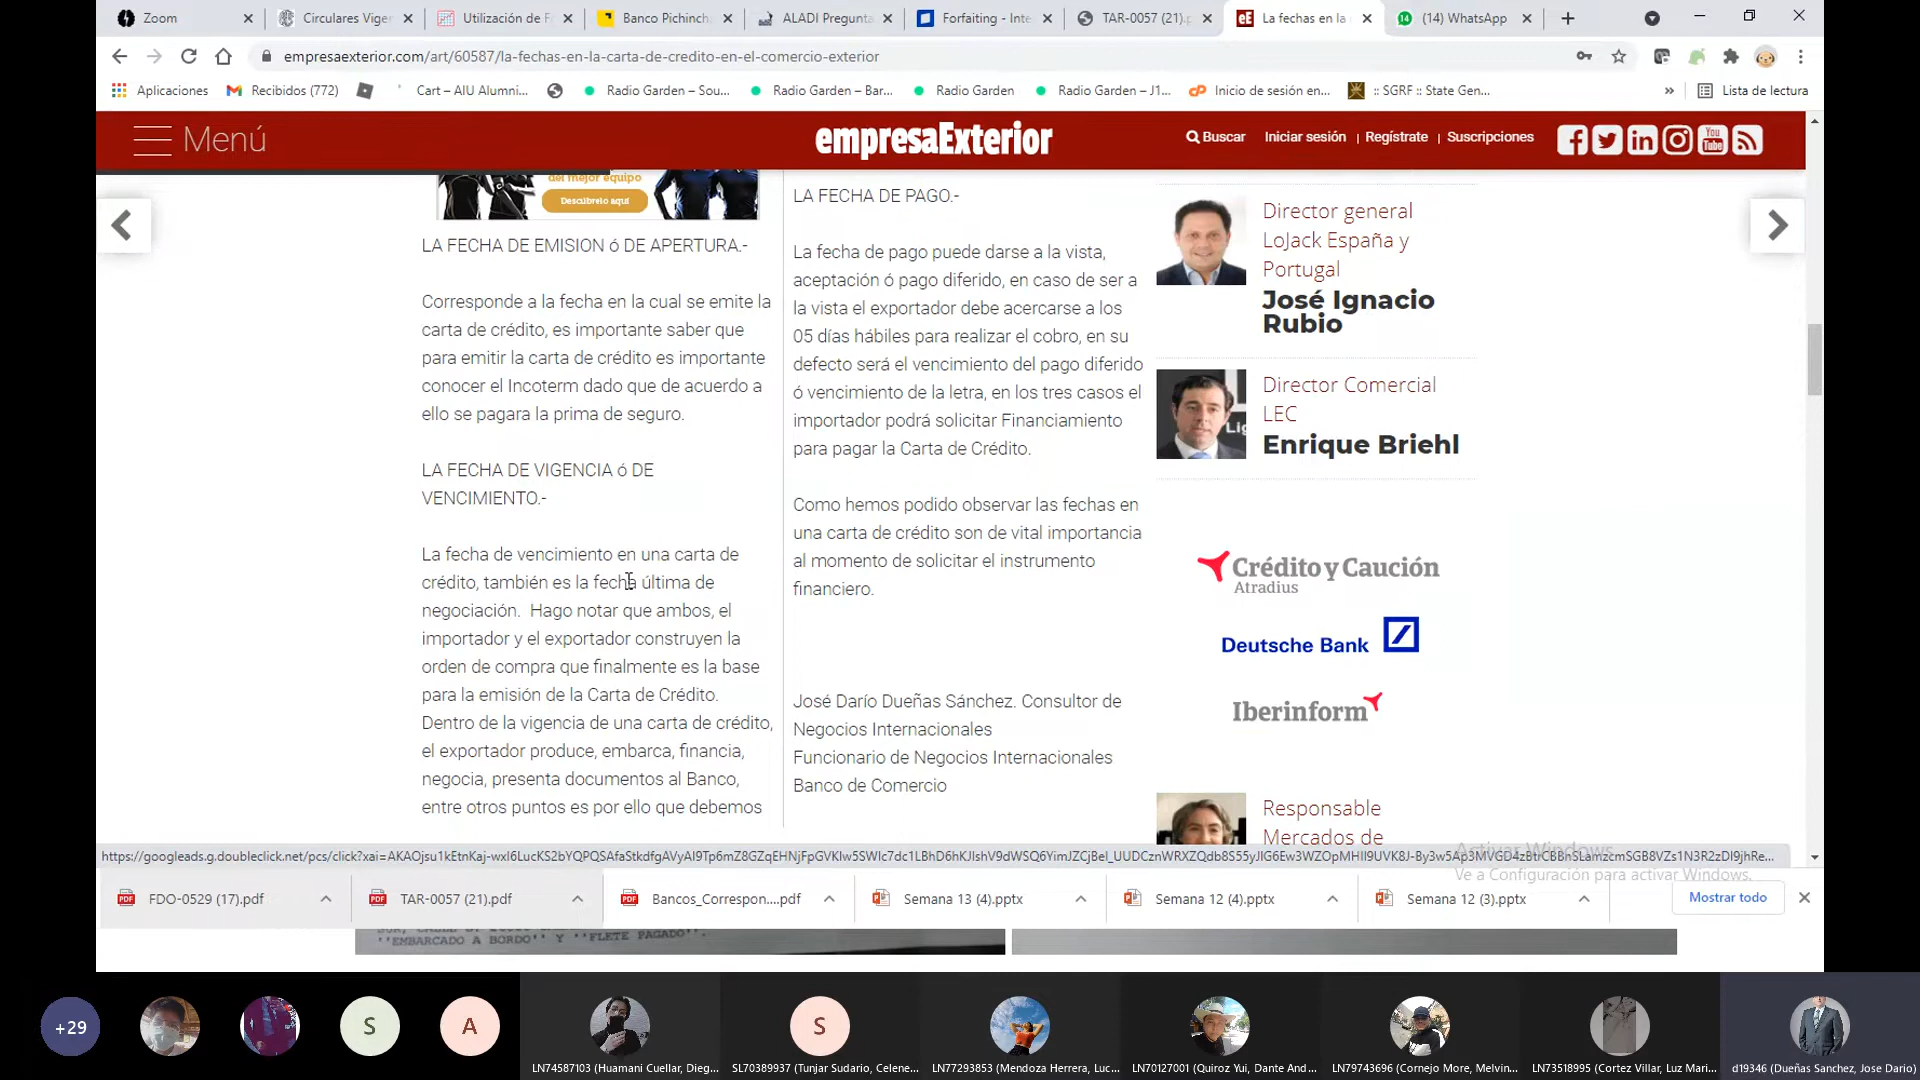 Zoom
Circulares Viger
Utilización de F
Banco Pichinch
ALADI Pregunta
Forfaiting - Inte
TAR-0057 (21).p
La fechas en la
(14) WhatsApp
empresaexterior.com/art/60587/la-fechas-en-la-carta-de-credito-en-el-comercio-exterior
Aplicaciones
Recibidos (772)
Cart – AIU Alumni...
Radio Garden – Sou...
Radio Garden – Bar...
Radio Garden
Radio Garden – J1...
Inicio de sesión en...
:: SGRF :: State Gen...
»
Lista de lectura
Menú
empresaExterior
Buscar
Iniciar sesión
| Regístrate
| Suscripciones
You Tube
del mejor equipo
Descúbrelo aquí
LA FECHA DE EMISION ó DE APERTURA.-
Corresponde a la fecha en la cual se emite la
carta de crédito, es importante saber que
para emitir la carta de crédito es importante
conocer el Incoterm dado que de acuerdo a
ello se pagara la prima de seguro.
LA FECHA DE VIGENCIA ó DE
VENCIMIENTO.-
La fecha de vencimiento en una carta de
crédito, también es la fecha última de
negociación. Hago notar que ambos, el
importador y el exportador construyen la
orden de compra que finalmente es la base
para la emisión de la Carta de Crédito.
Dentro de la vigencia de una carta de crédito,
el exportador produce, embarca, financia,
negocia, presenta documentos al Banco,
entre otros puntos es por ello que debemos
LA FECHA DE PAGO.-
La fecha de pago puede darse a la vista,
aceptación ó pago diferido, en caso de ser a
la vista el exportador debe acercarse a los
05 días hábiles para realizar el cobro, en su
defecto será el vencimiento del pago diferido
ó vencimiento de la letra, en los tres casos el
importador podrá solicitar Financiamiento
para pagar la Carta de Crédito.
Como hemos podido observar las fechas en
una carta de crédito son de vital importancia
al momento de solicitar el instrumento
financiero.
José Darío Dueñas Sánchez. Consultor de
Negocios Internacionales
Funcionario de Negocios Internacionales
Banco de Comercio
Director general
LoJack España y
Portugal
José Ignacio
Rubio
Director Comercial
LEC
Enrique Briehl
Crédito y Caución
Atradius
Deutsche Bank
Iberinform
Responsable
Mercados de
Activar Windows
Ve a Configuración para activar Windows.
FDO-0529 (17).pdf
TAR-0057 (21).pdf
Bancos_Correspon....pdf
Semana 13 (4).pptx
Semana 12 (4).pptx
Semana 12 (3).pptx
Mostrar todo
''EMBARCADO A BORDO'' Y ''FLETE PAGADO''.
+29
S
A
S
LN74587103 (Huamani Cuellar, Dieg...
SL70389937 (Tunjar Sudario, Celene...
LN77293853 (Mendoza Herrera, Luc...
LN70127001 (Quiroz Yui, Dante And...
LN79743696 (Cornejo More, Melvin...
LN73518995 (Cortez Villar, Luz Mari...
d19346 (Dueñas Sanchez, Jose Dario)